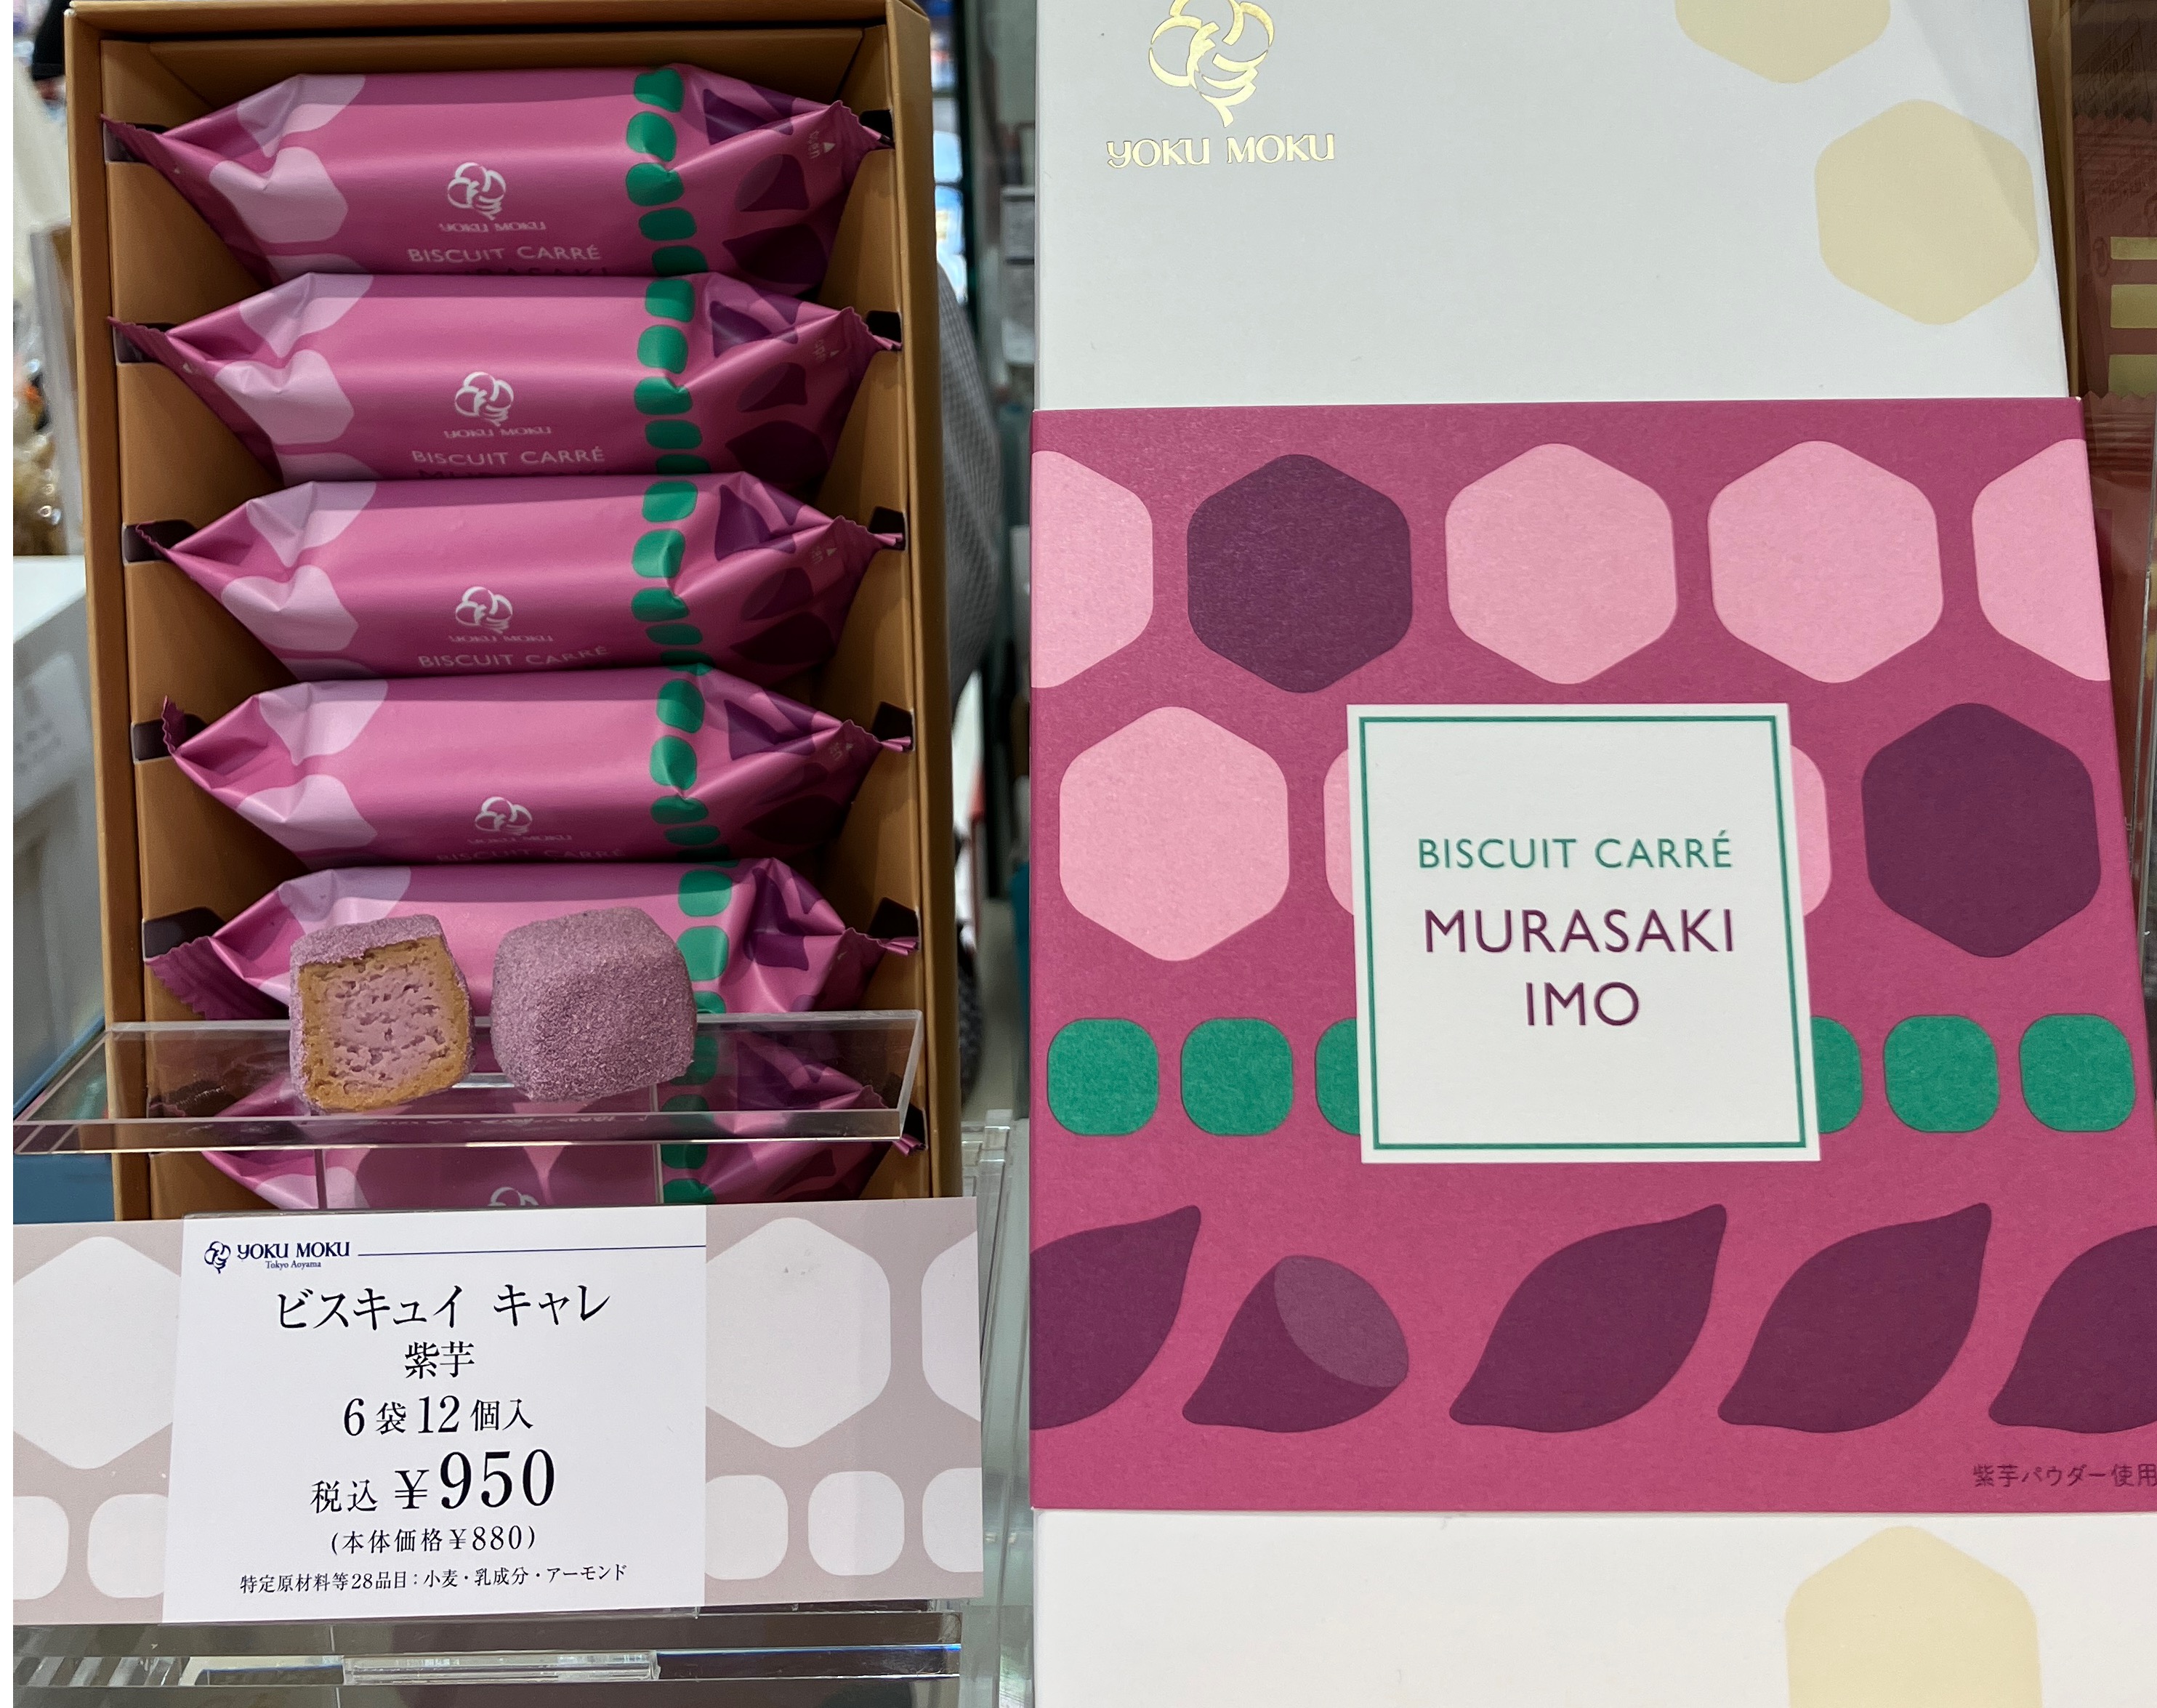 YOKU MOKU
BISCUIT CARRÉ
YOKU MOKU
BISCUIT CARRÉ
YOKU MOKU
BISCUIT CARRÉ
YOKU MOKU
BISCUIT CARRÉ
YOKU MOKU
Tokyo Aoyama
ビスキュイ キャレ
紫芋
6袋12個入
税込 ¥950
(本体価格¥880)
特定原材料等28品目:小麦・乳成分・アーモンド
YOKU MOKU
BISCUIT CARRÉ
MURASAKI
IMO
紫芋パウダー使用